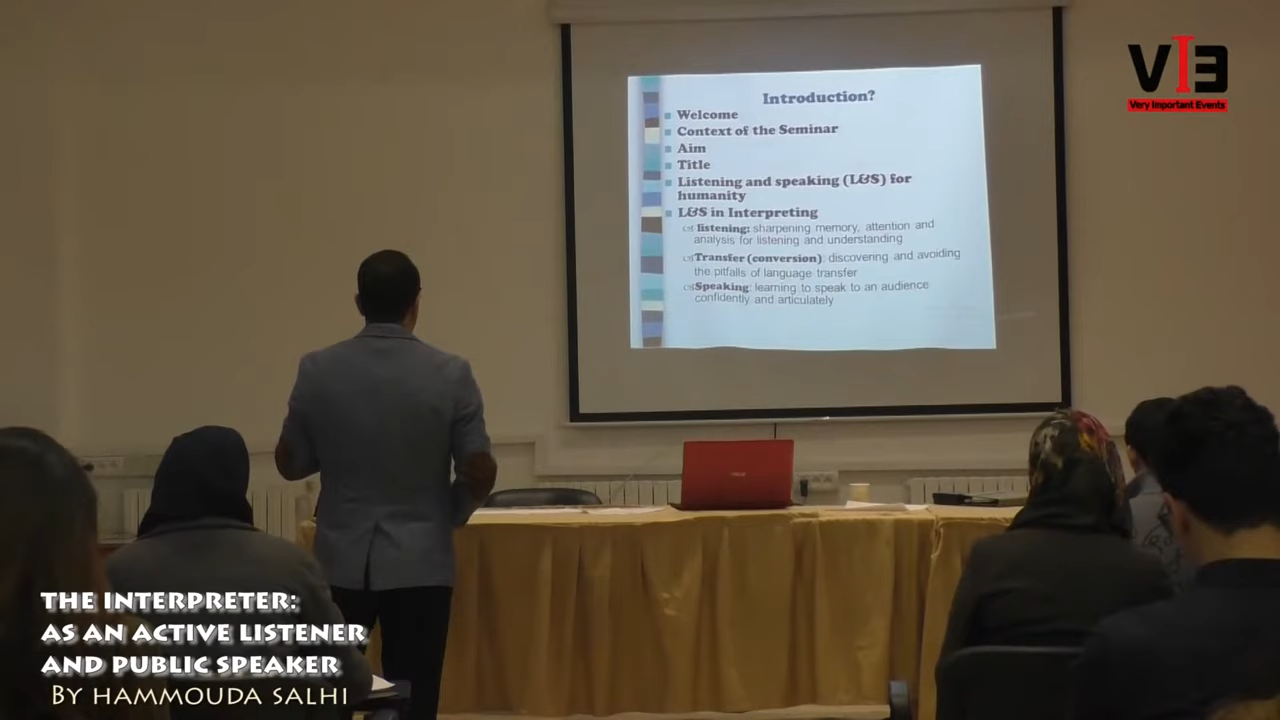 VIE
Very Important Events
Introduction?
Welcome
Context of the Seminar
Aim
Title
Listening and speaking (L&S) for
humanity
L&S in Interpreting
listening: sharpening memory, attention and
analysis for listening and understanding
Transfer (conversion): discovering and avoiding
the pitfalls of language transfer
Speaking: learning to speak to an audience
confidently and articulately
THE INTERPRETER:
AS AN ACTIVE LISTENER
AND PUBLIC SPEAKER
BY HAMMOUDA SALHI